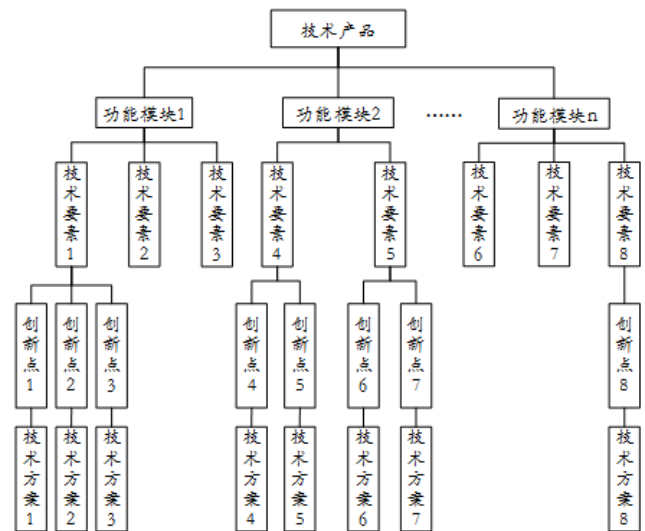 技术产品
功能模块1
功能模块2
……
功能模块n
技术要素1
技术要素2
技术要素3
技术要素4
技术要素5
技术要素6
技术要素7
技术要素8
创新点1
创新点2
创新点3
创新点4
创新点5
创新点6
创新点7
创新点8
技术方案1
技术方案2
技术方案3
技术方案4
技术方案5
技术方案6
技术方案7
技术方案8